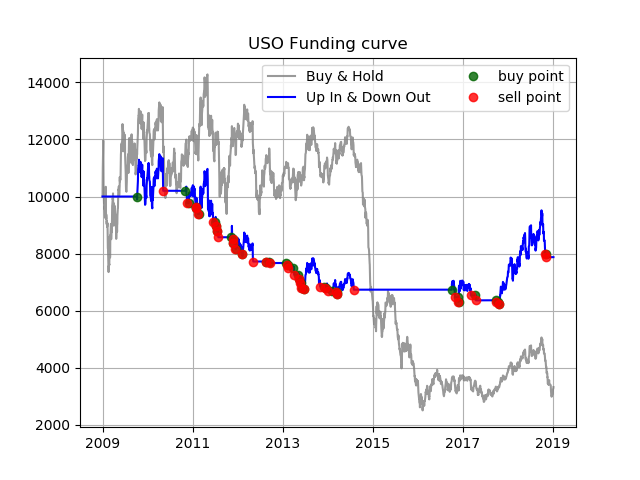 USO Funding curve
Buy & Hold
Up In & Down Out
buy point
sell point
14000
12000
10000
8000
6000
4000
2000
2009 2011 2013 2015 2017 2019